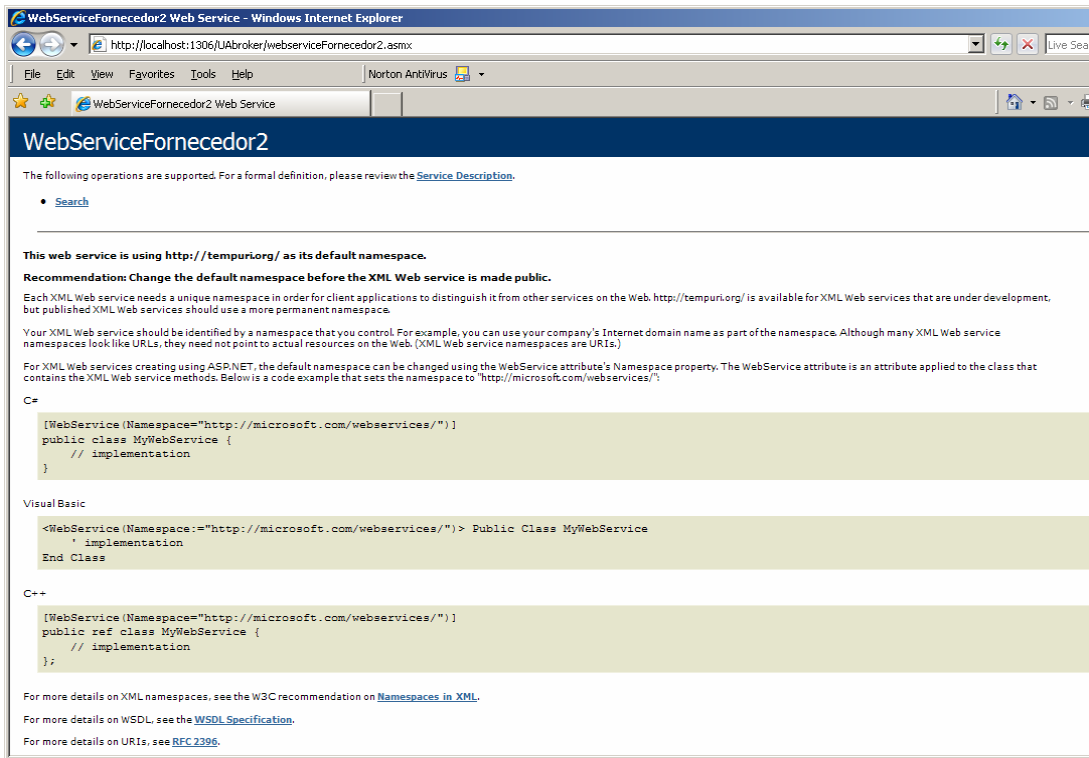 WebServiceFornecedor2 Web Service - Windows Internet Explorer
http://localhost:1306/UAbroker/webserviceFornecedor2.asmx
Live Sea
File Edit View Favorites Tools Help
Norton AntiVirus
WebServiceFornecedor2 Web Service
WebServiceFornecedor2
The following operations are supported. For a formal definition, please review the Service Description.
• Search
This web service is using http://tempuri.org/ as its default namespace.
Recommendation: Change the default namespace before the XML Web service is made public.
Each XML Web service needs a unique namespace in order for client applications to distinguish it from other services on the Web. http://tempuri.org/ is available for XML Web services that are under development,
but published XML Web services should use a more permanent namespace.
Your XML Web service should be identified by a namespace that you control. For example, you can use your company's Internet domain name as part of the namespace. Although many XML Web service
namespaces look like URLs, they need not point to actual resources on the Web. (XML Web service namespaces are URIs.)
For XML Web services creating using ASP.NET, the default namespace can be changed using the WebService attribute's Namespace property. The WebService attribute is an attribute applied to the class that
contains the XML Web service methods. Below is a code example that sets the namespace to "http://microsoft.com/webservices/":
C#
[WebService(Namespace="http://microsoft.com/webservices/")]
public class MyWebService {
// implementation
}
Visual Basic
<WebService(Namespace:="http://microsoft.com/webservices/")> Public Class MyWebService
' implementation
End Class
C++
[WebService(Namespace="http://microsoft.com/webservices/")]
public ref class MyWebService {
// implementation
};
For more details on XML namespaces, see the W3C recommendation on Namespaces in XML.
For more details on WSDL, see the WSDL Specification.
For more details on URIs, see RFC 2396.